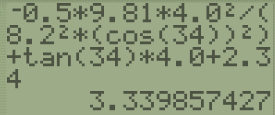 -0.5*9.81*4.0²/(
8.2²*(cos(34))²)
+tan(34)*4.0+2.3
4
3.339857427